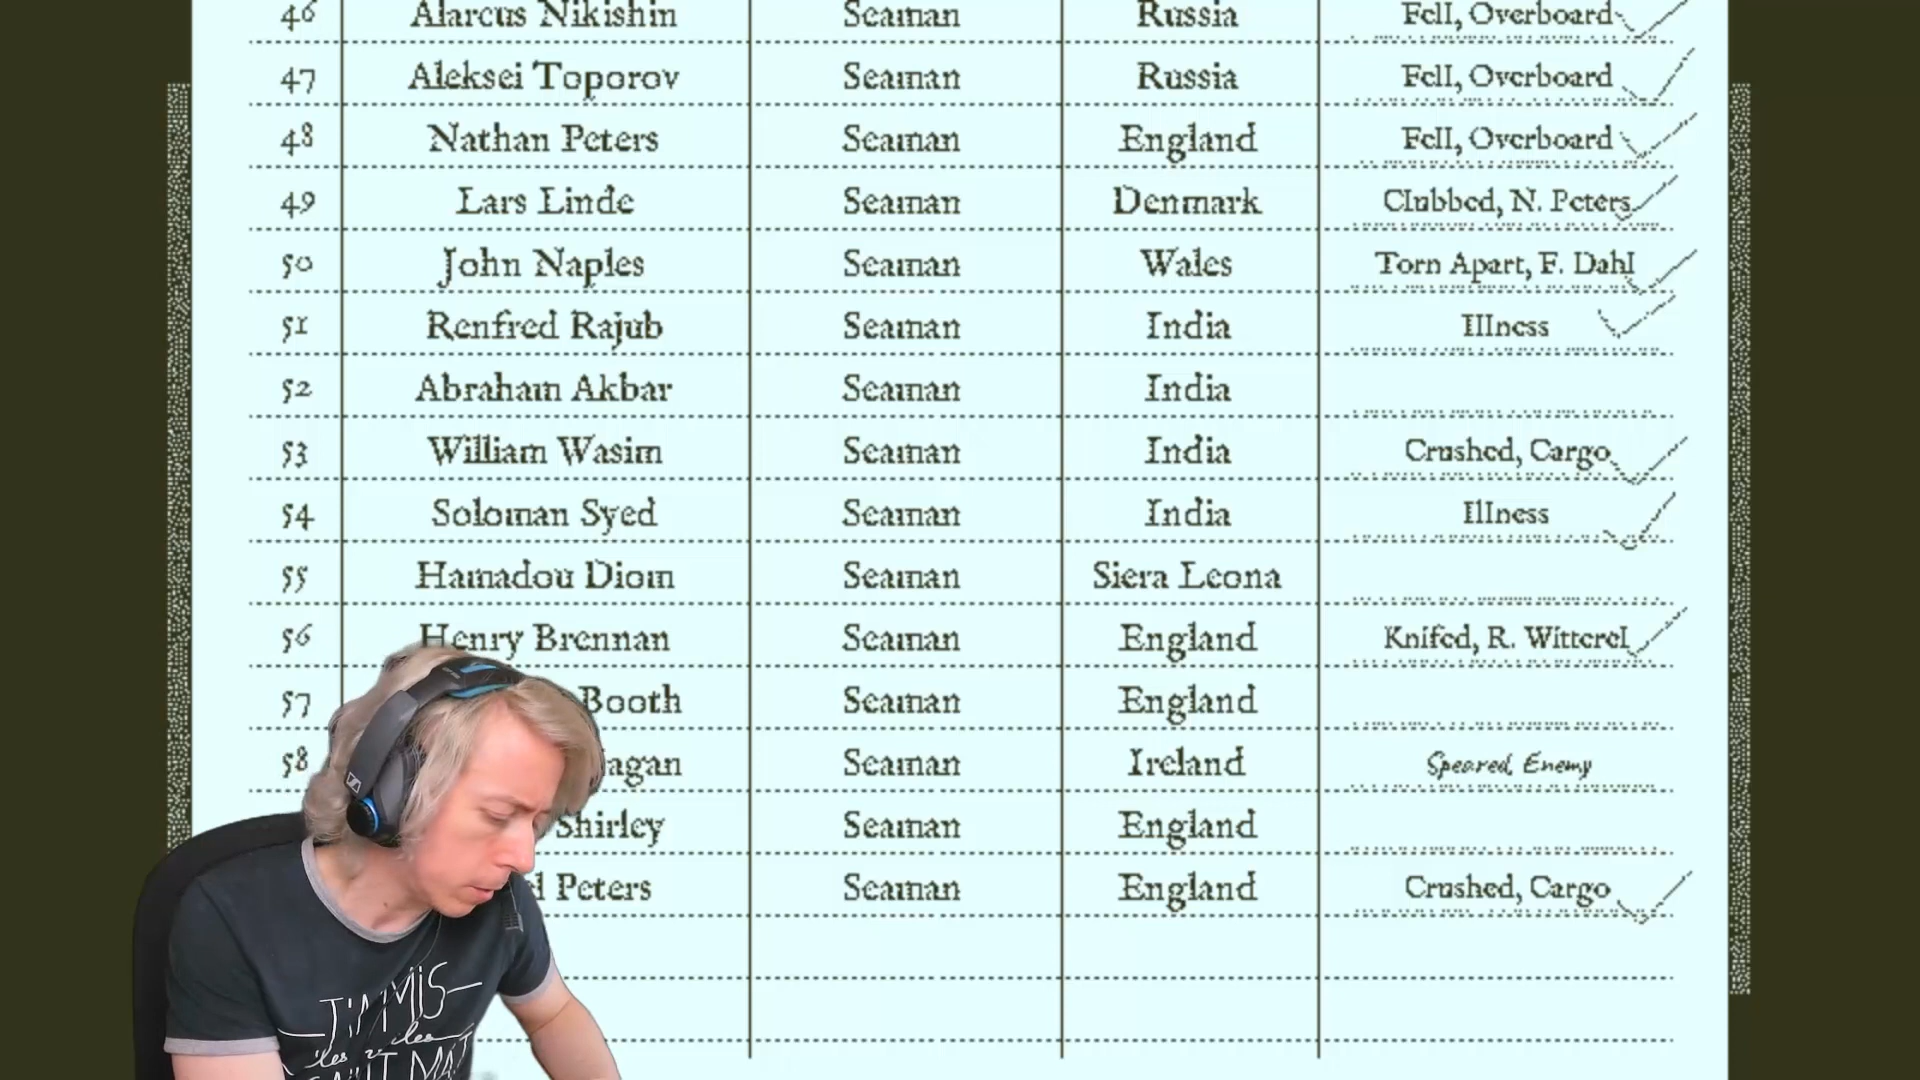 46 Alarcus Nikishin Seaman Russia Fell, Overboard
47 Aleksei Toporov Seaman Russia Fell, Overboard
48 Nathan Peters Seaman England Fell, Overboard
49 Lars Linde Seaman Denmark Clubbed, N. Peters
50 John Naples Seaman Wales Torn Apart, F. Dahl
51 Renfred Rajub Seaman India Illness
52 Abraham Akbar Seaman India
53 William Wasim Seaman India Crushed, Cargo
54 Soloman Syed Seaman India Illness
55 Hamadou Diom Seaman Siera Leona
56 Henry Brennan Seaman England Knifed, R. Witterel
57 Booth Seaman England
58 agan Seaman Ireland Speared, Enemy
Shirley Seaman England
Peters Seaman England Crushed, Cargo